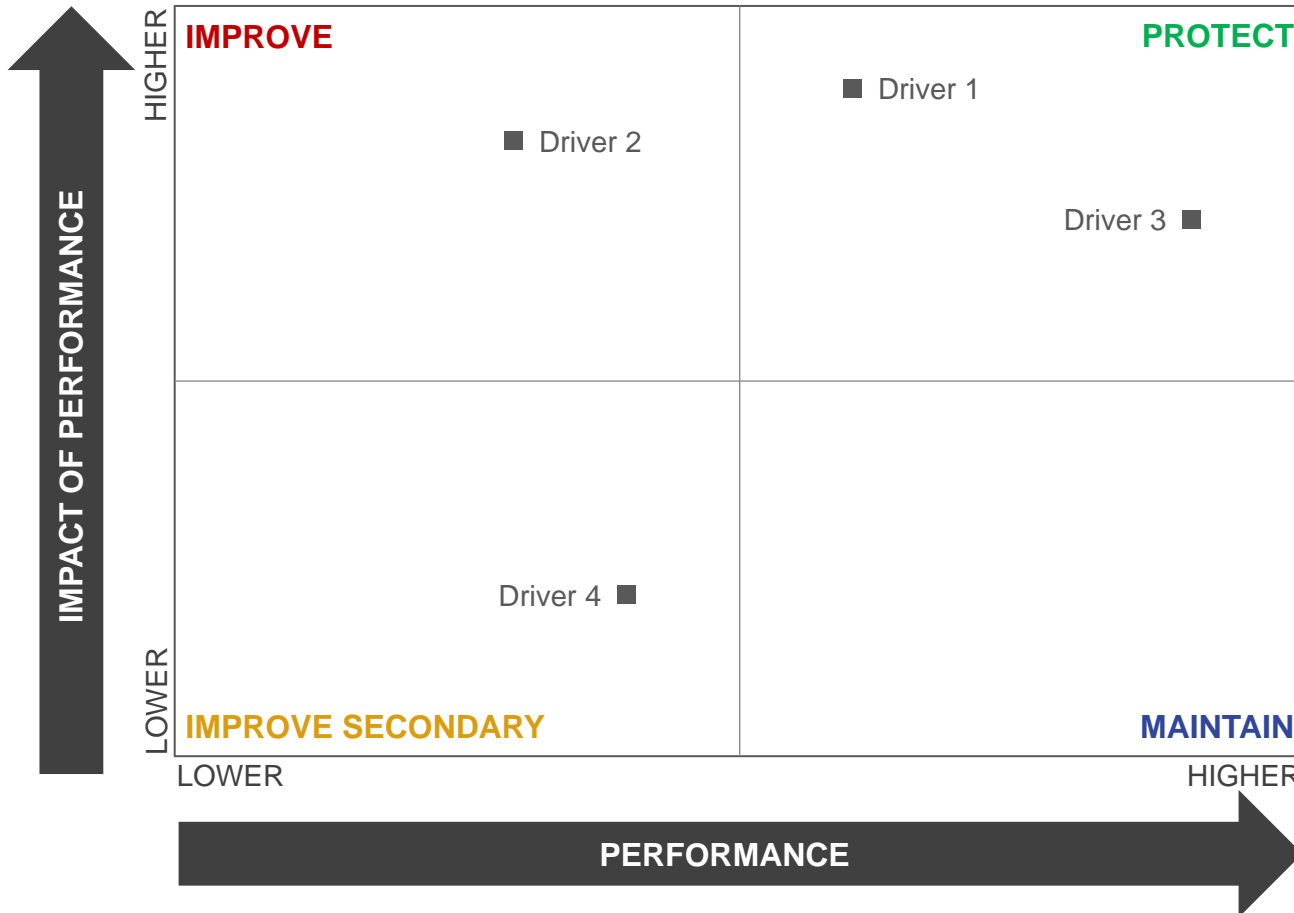 HIGHER
IMPROVE
PROTECT
Driver 1
Driver 2
Driver 3
IMPACT OF PERFORMANCE
Driver 4
LOWER
IMPROVE SECONDARY
MAINTAIN
LOWER
HIGHER
PERFORMANCE